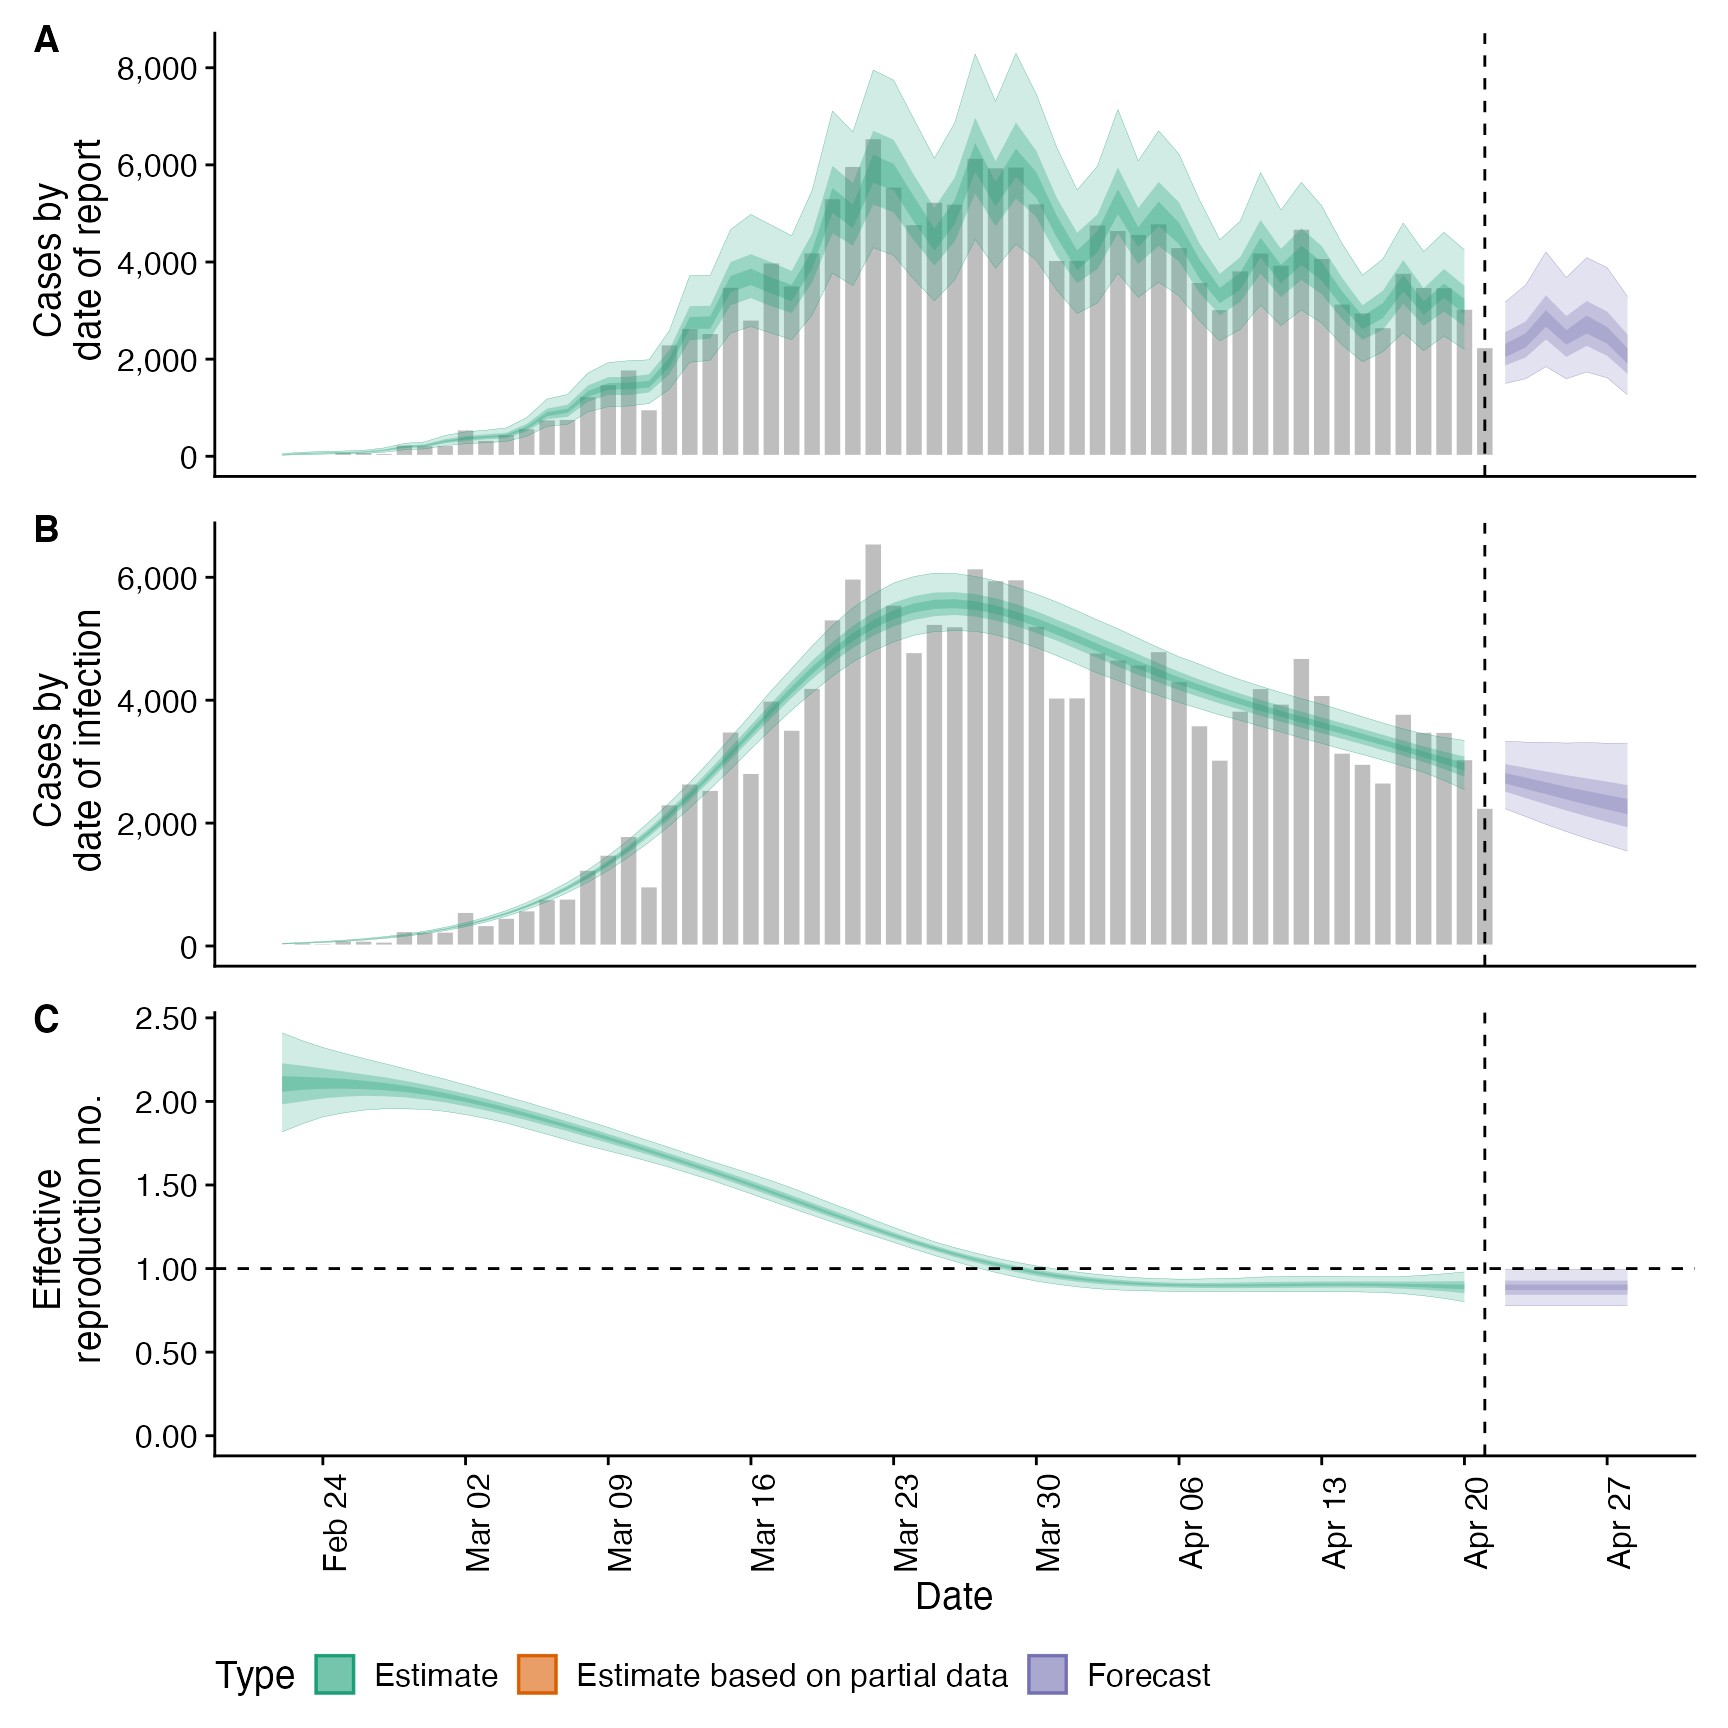 A
Cases by
date of report
8,000
6,000
4,000
2,000
0
B
Cases by
date of infection
6,000
4,000
2,000
0
C
Effective
reproduction no.
2.50
2.00
1.50
1.00
0.50
0.00
Feb 24
Mar 02
Mar 09
Mar 16
Mar 23
Mar 30
Apr 06
Apr 13
Apr 20
Apr 27
Date
Type Estimate Estimate based on partial data Forecast